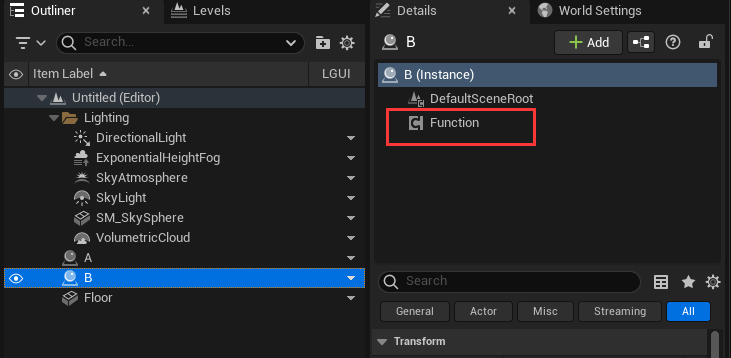 Outliner
Levels
Search...
Item Label
LGUI
Untitled (Editor)
Lighting
DirectionalLight
ExponentialHeightFog
SkyAtmosphere
SkyLight
SM_SkySphere
VolumetricCloud
A
B
Floor
Details
World Settings
B
Add
B (Instance)
DefaultSceneRoot
Function
Search
General
Actor
Misc
Streaming
All
Transform